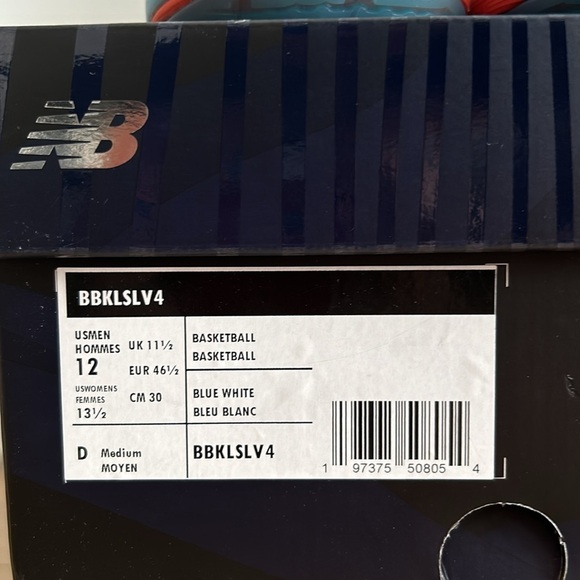 NB
BBKLSLV4
USMEN
HOMMES
12
USWOMENS
FEMMES
13½
UK 11½
EUR 46½
CM 30
BASKETBALL
BASKETBALL
BLUE WHITE
BLEU BLANC
D Medium
MOYEN
BBKLSLV4
1 97375 50805 4